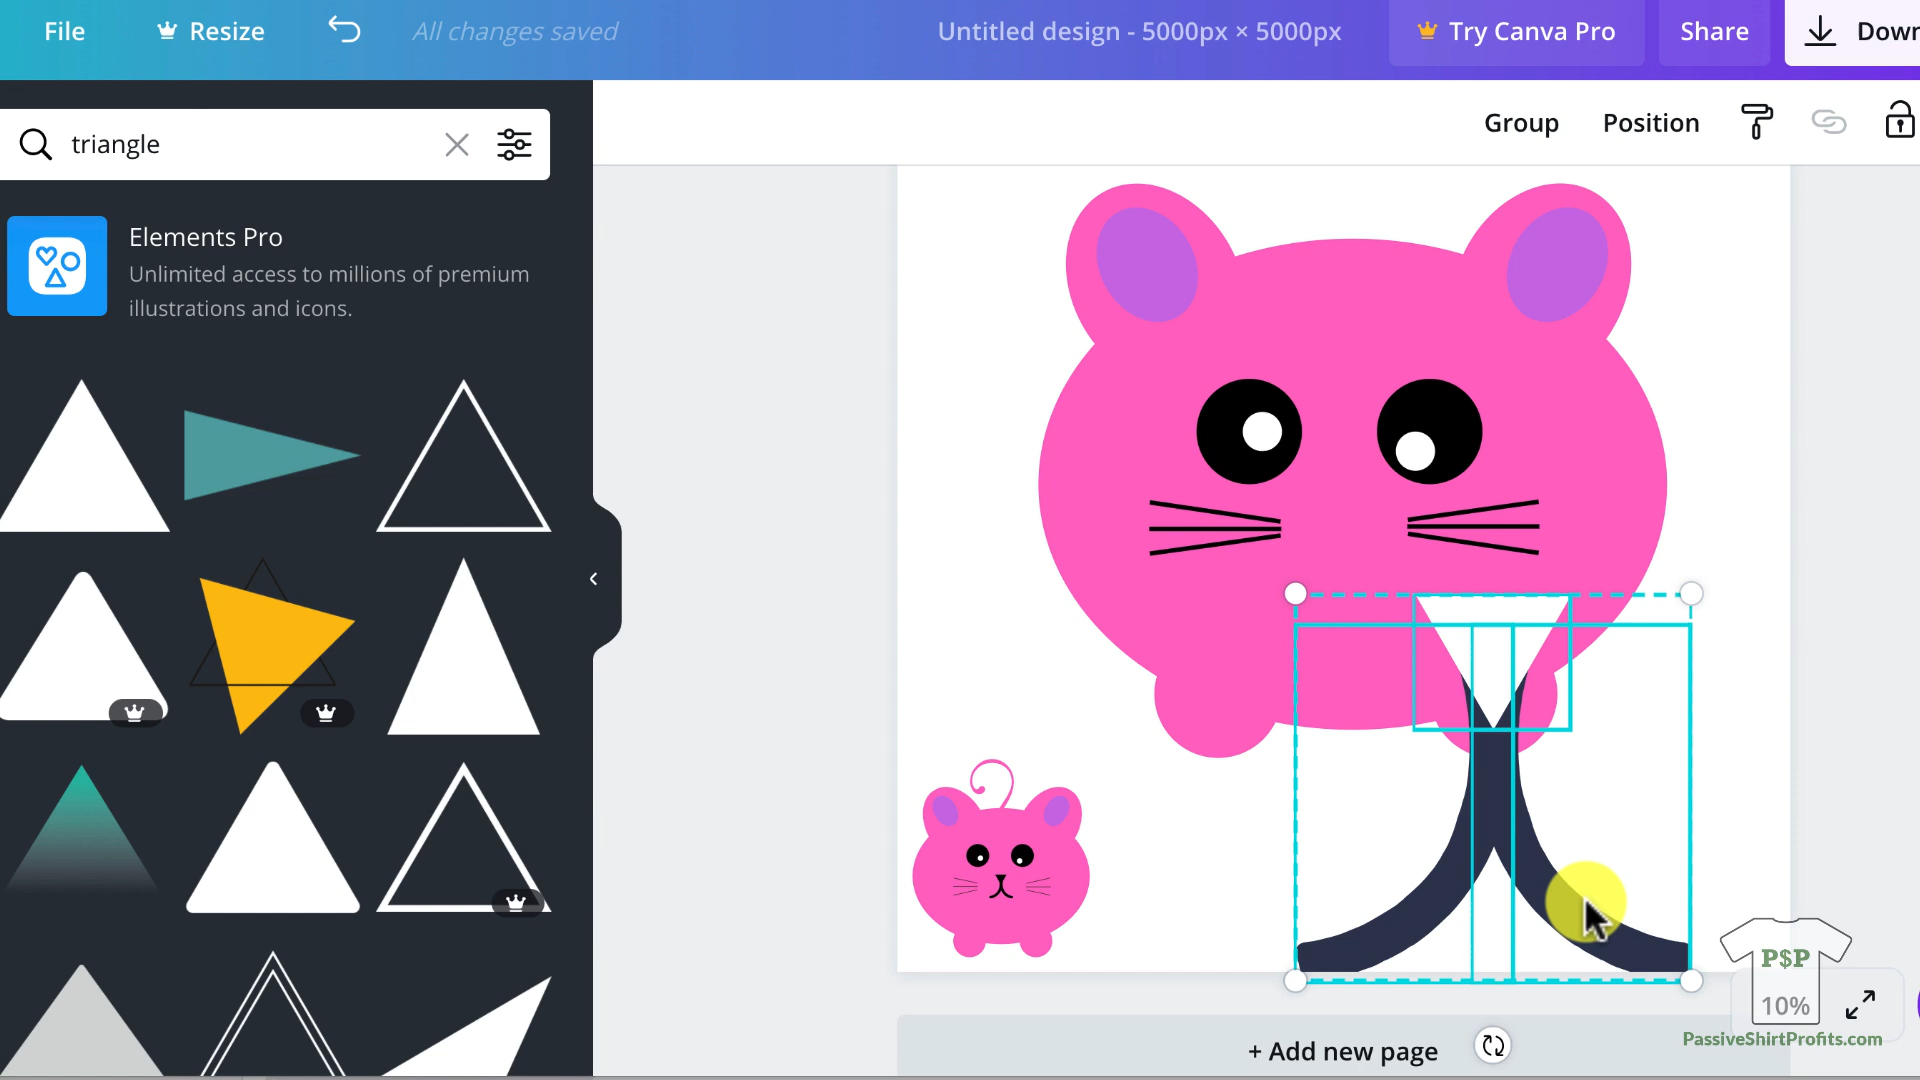 File
Resize
All changes saved
Untitled design - 5000px × 5000px
Try Canva Pro
Share
Down
triangle
Group
Position
Elements Pro
Unlimited access to millions of premium
illustrations and icons.
P$P
10%
PassiveShirtProfits.com
+ Add new page